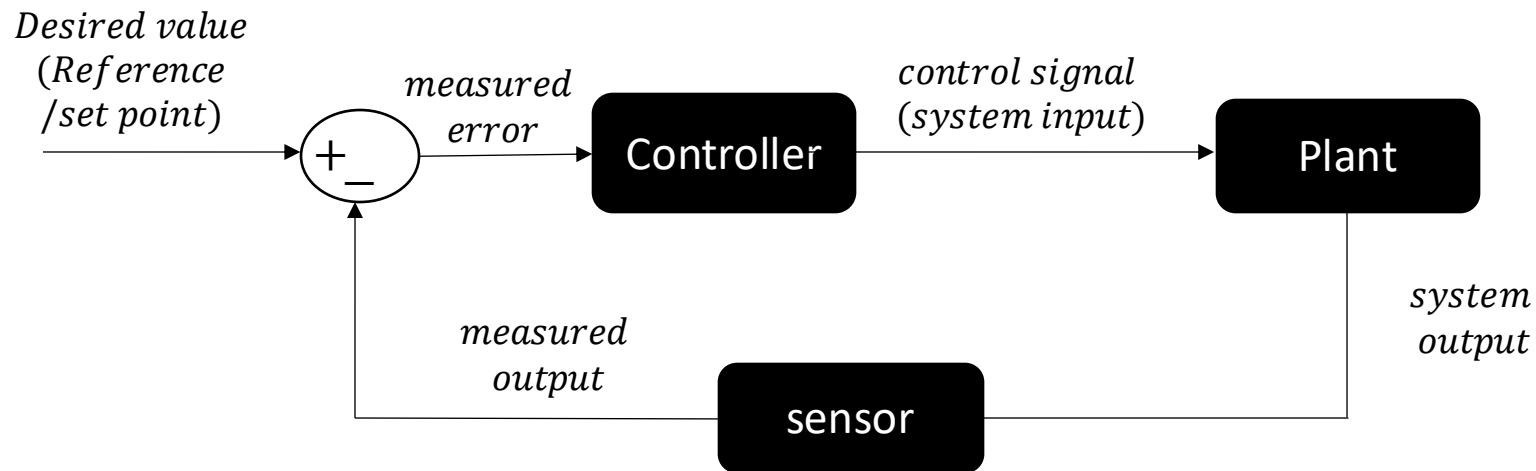 Desired value
(Reference
/set point)
measured
error
+
−
Controller
control signal
(system input)
Plant
system
output
measured
output
sensor